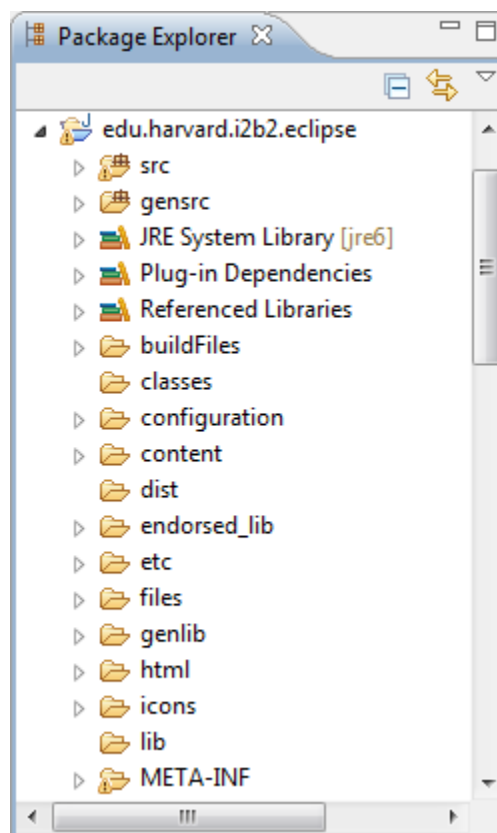 Package Explorer
edu.harvard.i2b2.eclipse
src
gensrc
JRE System Library [jre6]
Plug-in Dependencies
Referenced Libraries
buildFiles
classes
configuration
content
dist
endorsed_lib
etc
files
genlib
html
icons
lib
META-INF